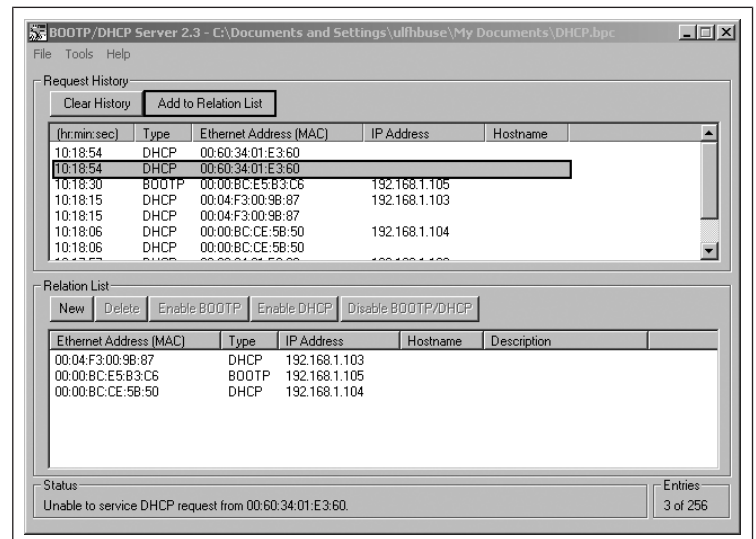 BOOTP/DHCP Server 2.3 - C:\Documents and Settings\ulfhbuse\My Documents\DHCP.bpc
File Tools Help
Request History
Clear History Add to Relation List
(hr:min:sec) Type Ethernet Address (MAC) IP Address Hostname
10:18:54 DHCP 00:60:34:01:E3:60
10:18:54 DHCP 00:60:34:01:E3:60
10:18:30 BOOTP 00:00:BC:E5:B3:C6 192.168.1.105
10:18:15 DHCP 00:04:F3:00:9B:87 192.168.1.103
10:18:15 DHCP 00:04:F3:00:9B:87
10:18:06 DHCP 00:00:BC:CE:5B:50 192.168.1.104
10:18:06 DHCP 00:00:BC:CE:5B:50
Relation List
New Delete Enable BOOTP Enable DHCP Disable BOOTP/DHCP
Ethernet Address (MAC) Type IP Address Hostname Description
00:04:F3:00:9B:87 DHCP 192.168.1.103
00:00:BC:E5:B3:C6 BOOTP 192.168.1.105
00:00:BC:CE:5B:50 DHCP 192.168.1.104
Status
Unable to service DHCP request from 00:60:34:01:E3:60.
Entries
3 of 256